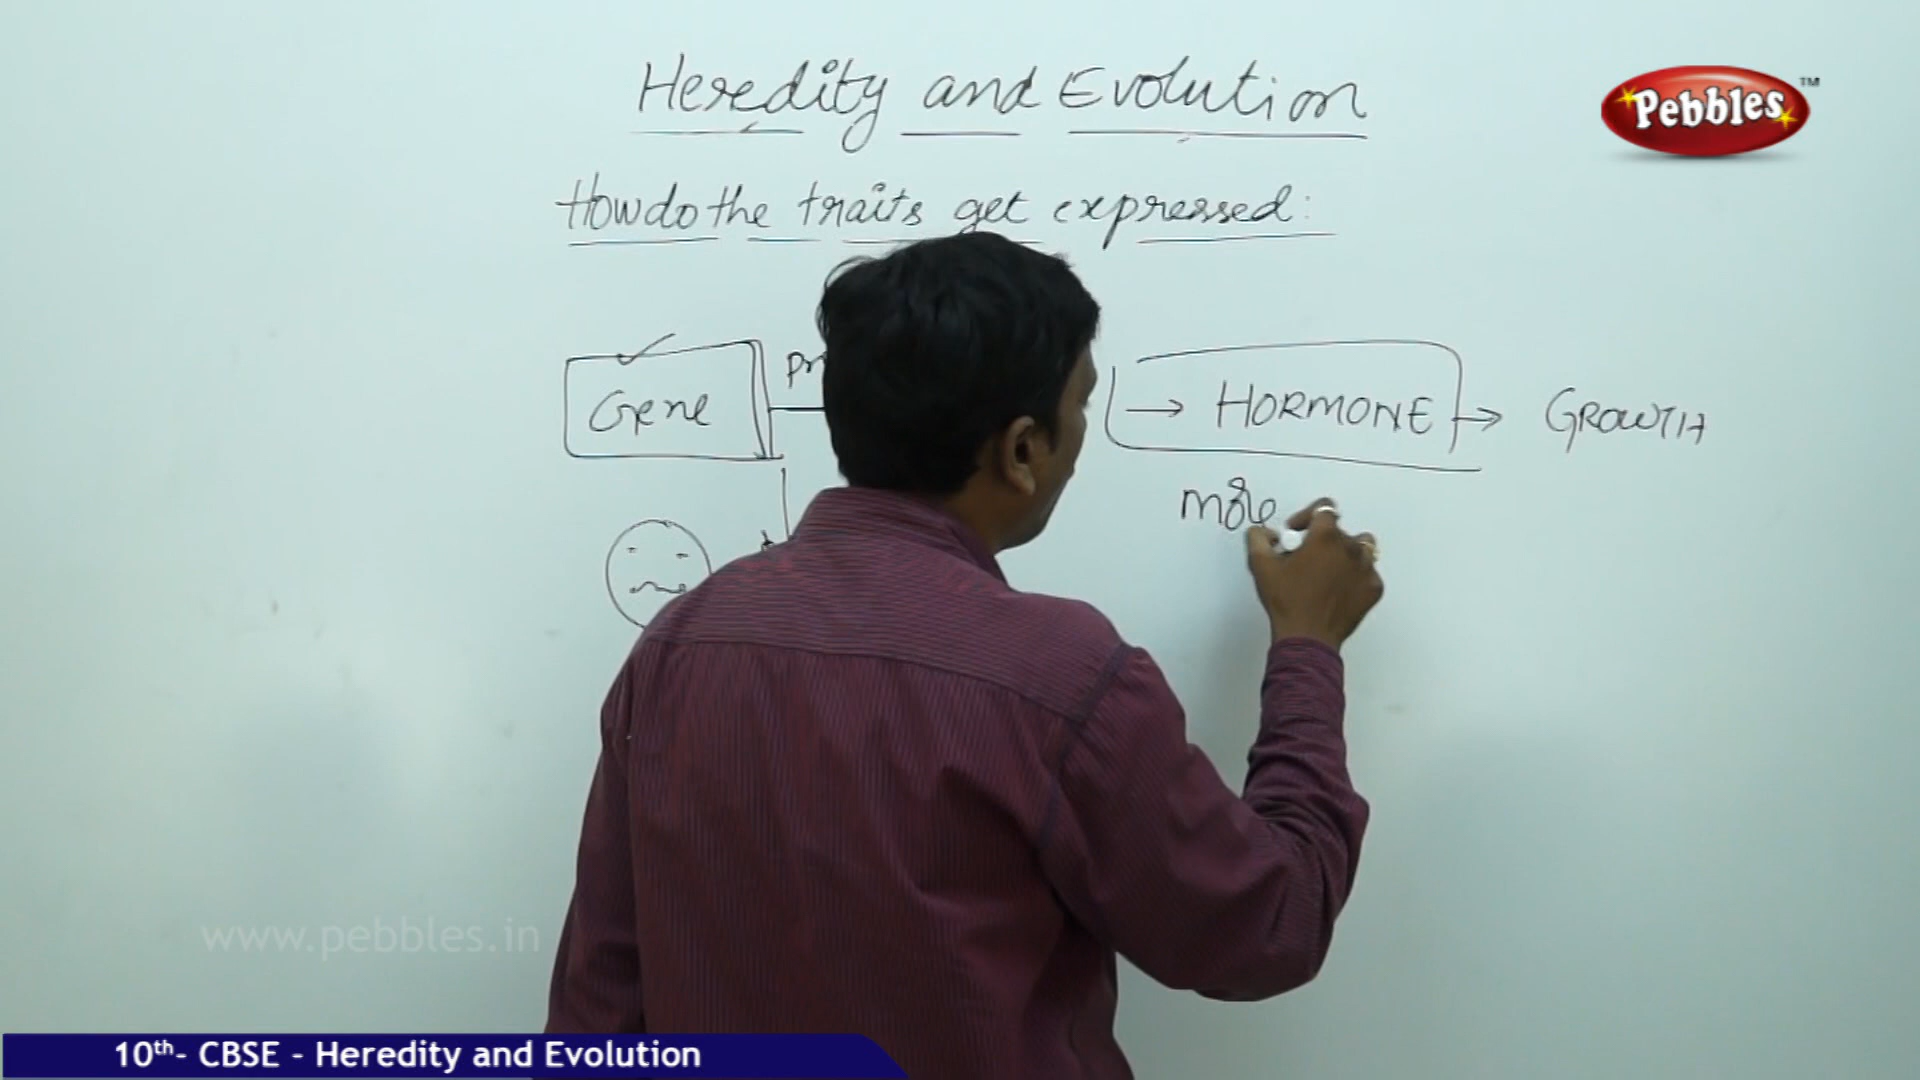 Heredity and Evolution
Pebbles™
How do the traits get expressed:
Gene → HORMONE → GROWTH
more
www.pebbles.in
10th- CBSE - Heredity and Evolution